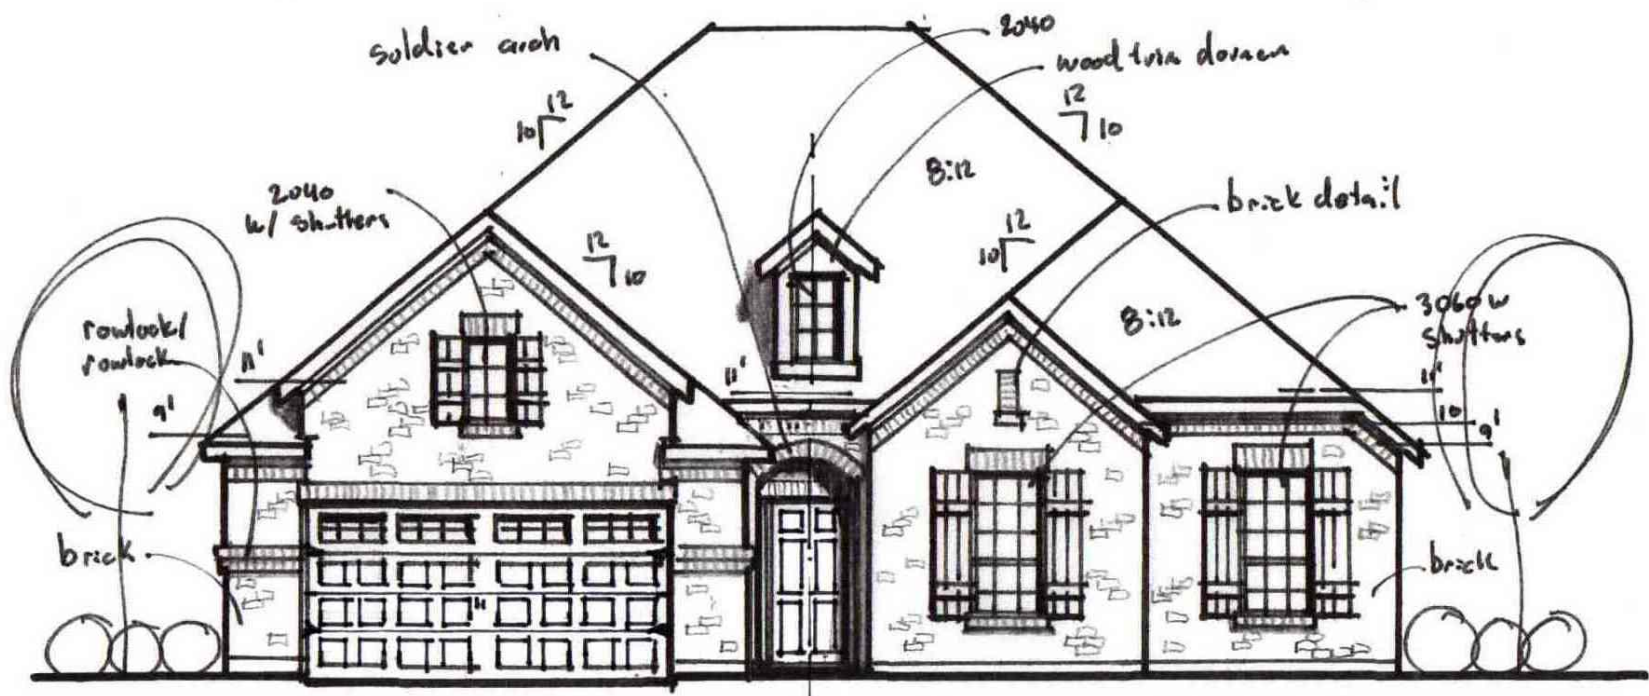 soldier arch
2040
wood trim dormer
12
10
12
10
8:12
2040
w/ shutters
brick detail
12
10
12
10
3060 w
shutters
8:12
rowlock/
rowlock
11'
11'
11'
9'
10
9'
brick
brick